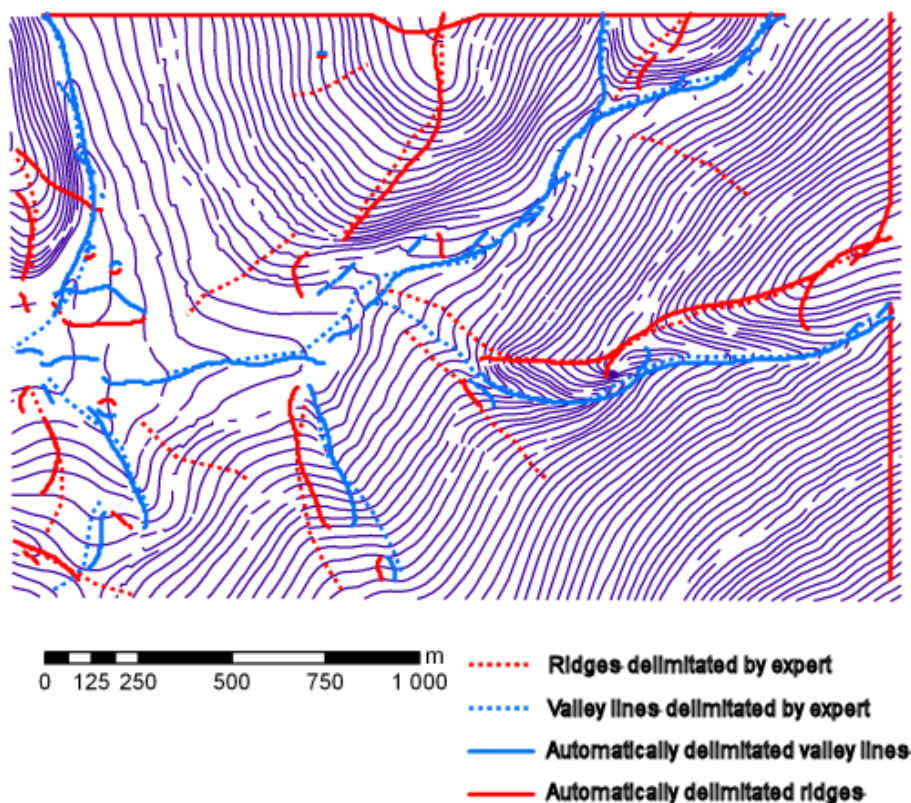 m
0 125 250 500 750 1 000
Ridges delimitated by expert
Valley lines delimitated by expert
Automatically delimitated valley lines
Automatically delimitated ridges